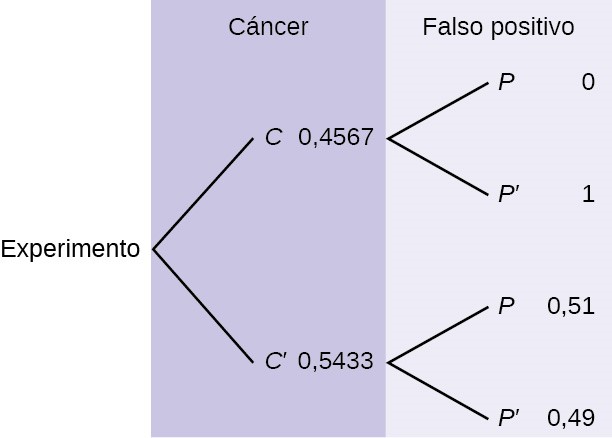 Cáncer Falso positivo
P 0
C 0,4567
P′ 1
Experimento
P 0,51
C′ 0,5433
P′ 0,49